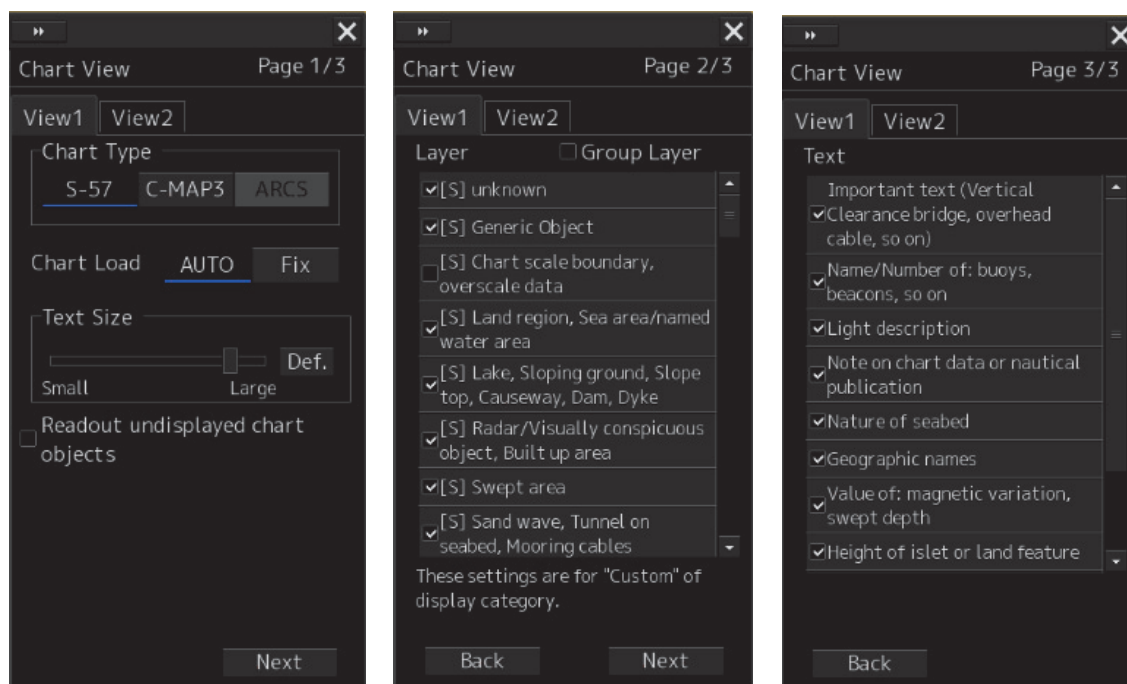 Chart View Page 1/3
View1 View2
Chart Type
S-57 C-MAP3 ARCS
Chart Load AUTO Fix
Text Size
Def.
Small Large
Readout undisplayed chart
objects
Next
Chart View Page 2/3
View1 View2
Layer Group Layer
[S] unknown
[S] Generic Object
[S] Chart scale boundary,
overscale data
[S] Land region, Sea area/named
water area
[S] Lake, Sloping ground, Slope
top, Causeway, Dam, Dyke
[S] Radar/Visually conspicuous
object, Built up area
[S] Swept area
[S] Sand wave, Tunnel on
seabed, Mooring cables
These settings are for "Custom" of
display category.
Back Next
Chart View Page 3/3
View1 View2
Text
Important text (Vertical
Clearance bridge, overhead
cable, so on)
Name/Number of: buoys,
beacons, so on
Light description
Note on chart data or nautical
publication
Nature of seabed
Geographic names
Value of: magnetic variation,
swept depth
Height of islet or land feature
Back